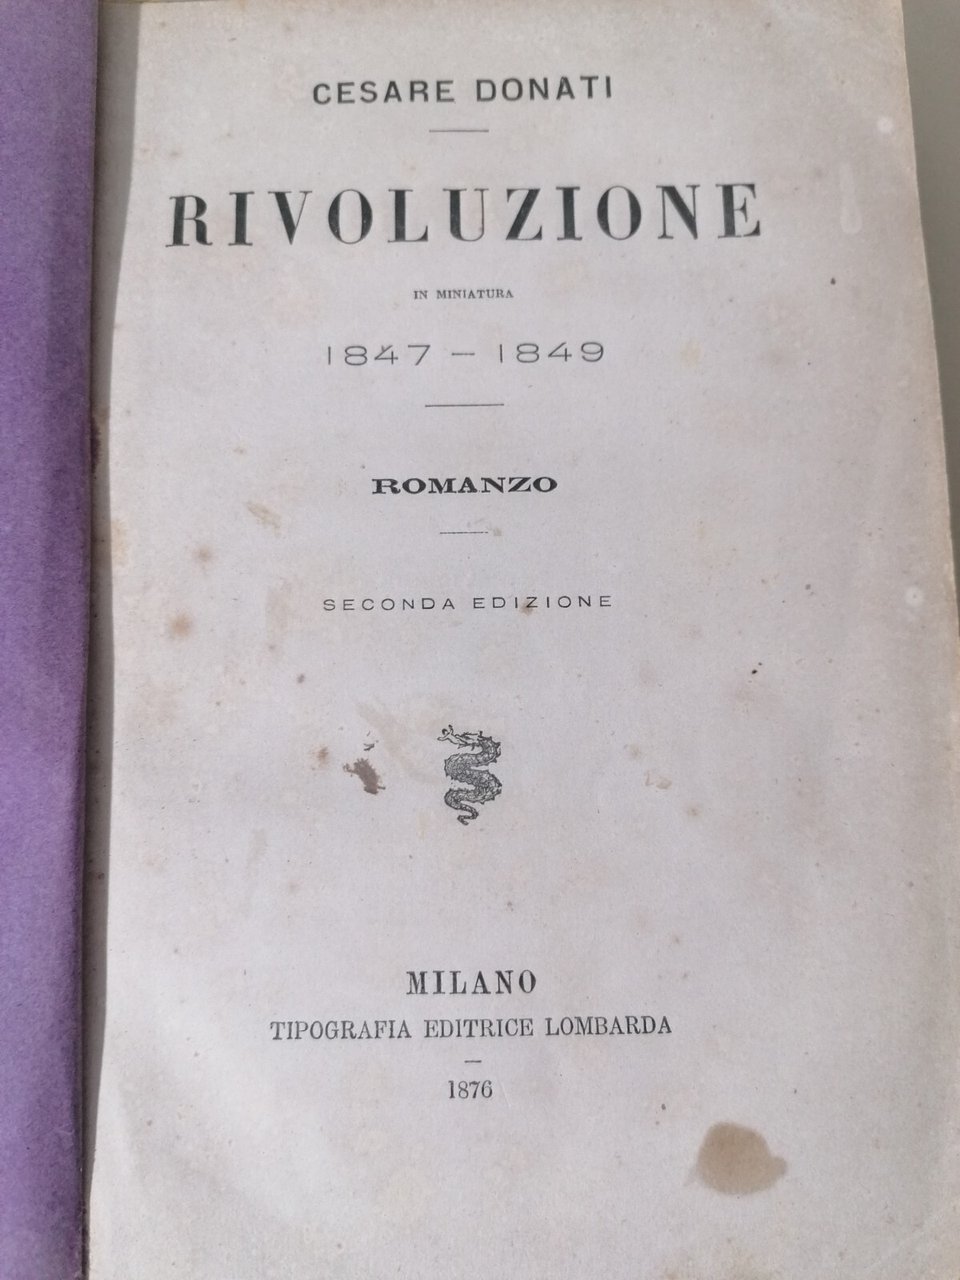 CESARE DONATI
RIVOLUZIONE
IN MINIATURA
1847 — 1849
ROMANZO
SECONDA EDIZIONE
MILANO
TIPOGRAFIA EDITRICE LOMBARDA
1876